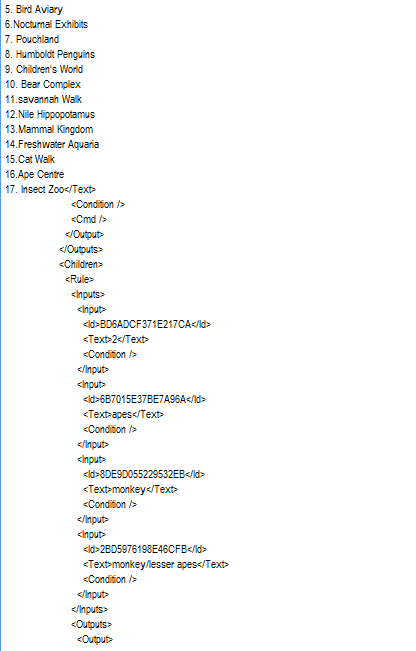 5. Bird Aviary
6.Nocturnal Exhibits
7. Pouchland
8. Humboldt Penguins
9. Children's World
10. Bear Complex
11.savannah Walk
12.Nile Hippopotamus
13.Mammal Kingdom
14.Freshwater Aquaria
15.Cat Walk
16.Ape Centre
17. Insect Zoo</Text>
<Condition />
<Cmd />
</Output>
</Outputs>
<Children>
<Rule>
<Inputs>
<Input>
<Id>BD6ADCF371E217CA</Id>
<Text>2</Text>
<Condition />
</Input>
<Input>
<Id>6B7015E37BE7A96A</Id>
<Text>apes</Text>
<Condition />
</Input>
<Input>
<Id>8DE9D055229532EB</Id>
<Text>monkey</Text>
<Condition />
</Input>
<Input>
<Id>2BD5976198E46CFB</Id>
<Text>monkey/lesser apes</Text>
<Condition />
</Input>
</Inputs>
<Outputs>
<Output>